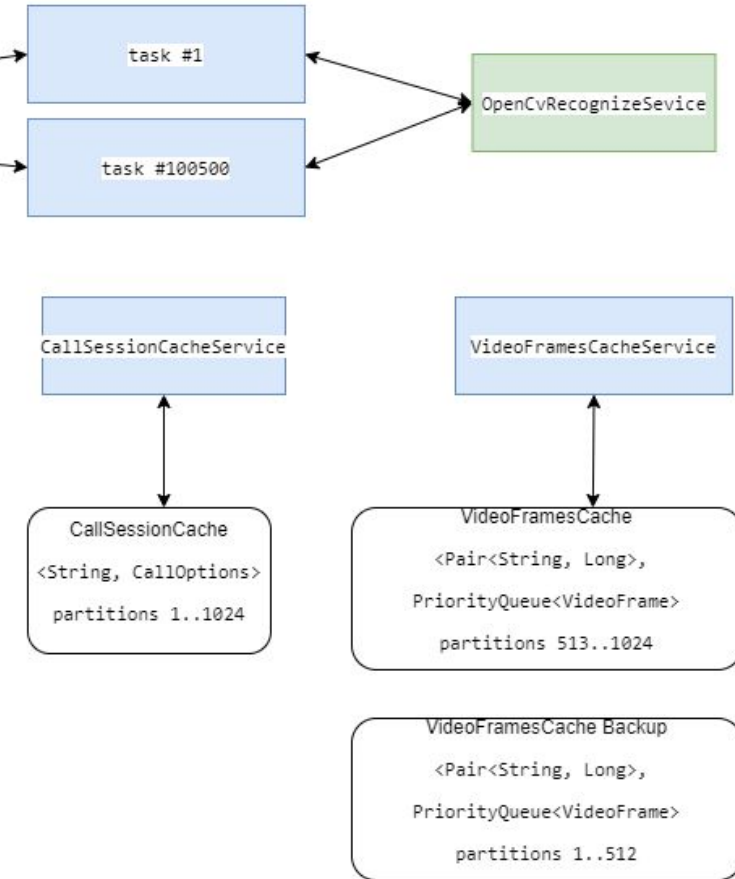 task #1
OpenCvRecognizeSevice
task #100500
CallSessionCacheService
VideoFramesCacheService
CallSessionCache
<String, CallOptions>
partitions 1..1024
VideoFramesCache
<Pair<String, Long>,
PriorityQueue<VideoFrame>
partitions 513..1024
VideoFramesCache Backup
<Pair<String, Long>,
PriorityQueue<VideoFrame>
partitions 1..512